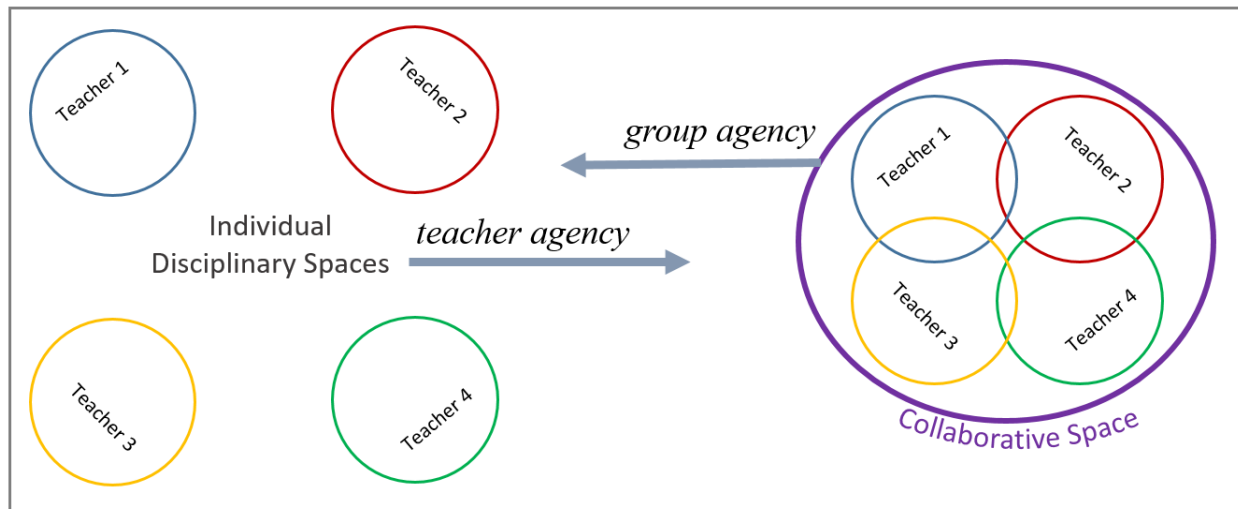 Teacher 1
Teacher 2
group agency
Teacher 1
Teacher 2
Individual
Disciplinary Spaces
teacher agency
Teacher 3
Teacher 4
Teacher 3
Teacher 4
Collaborative Space